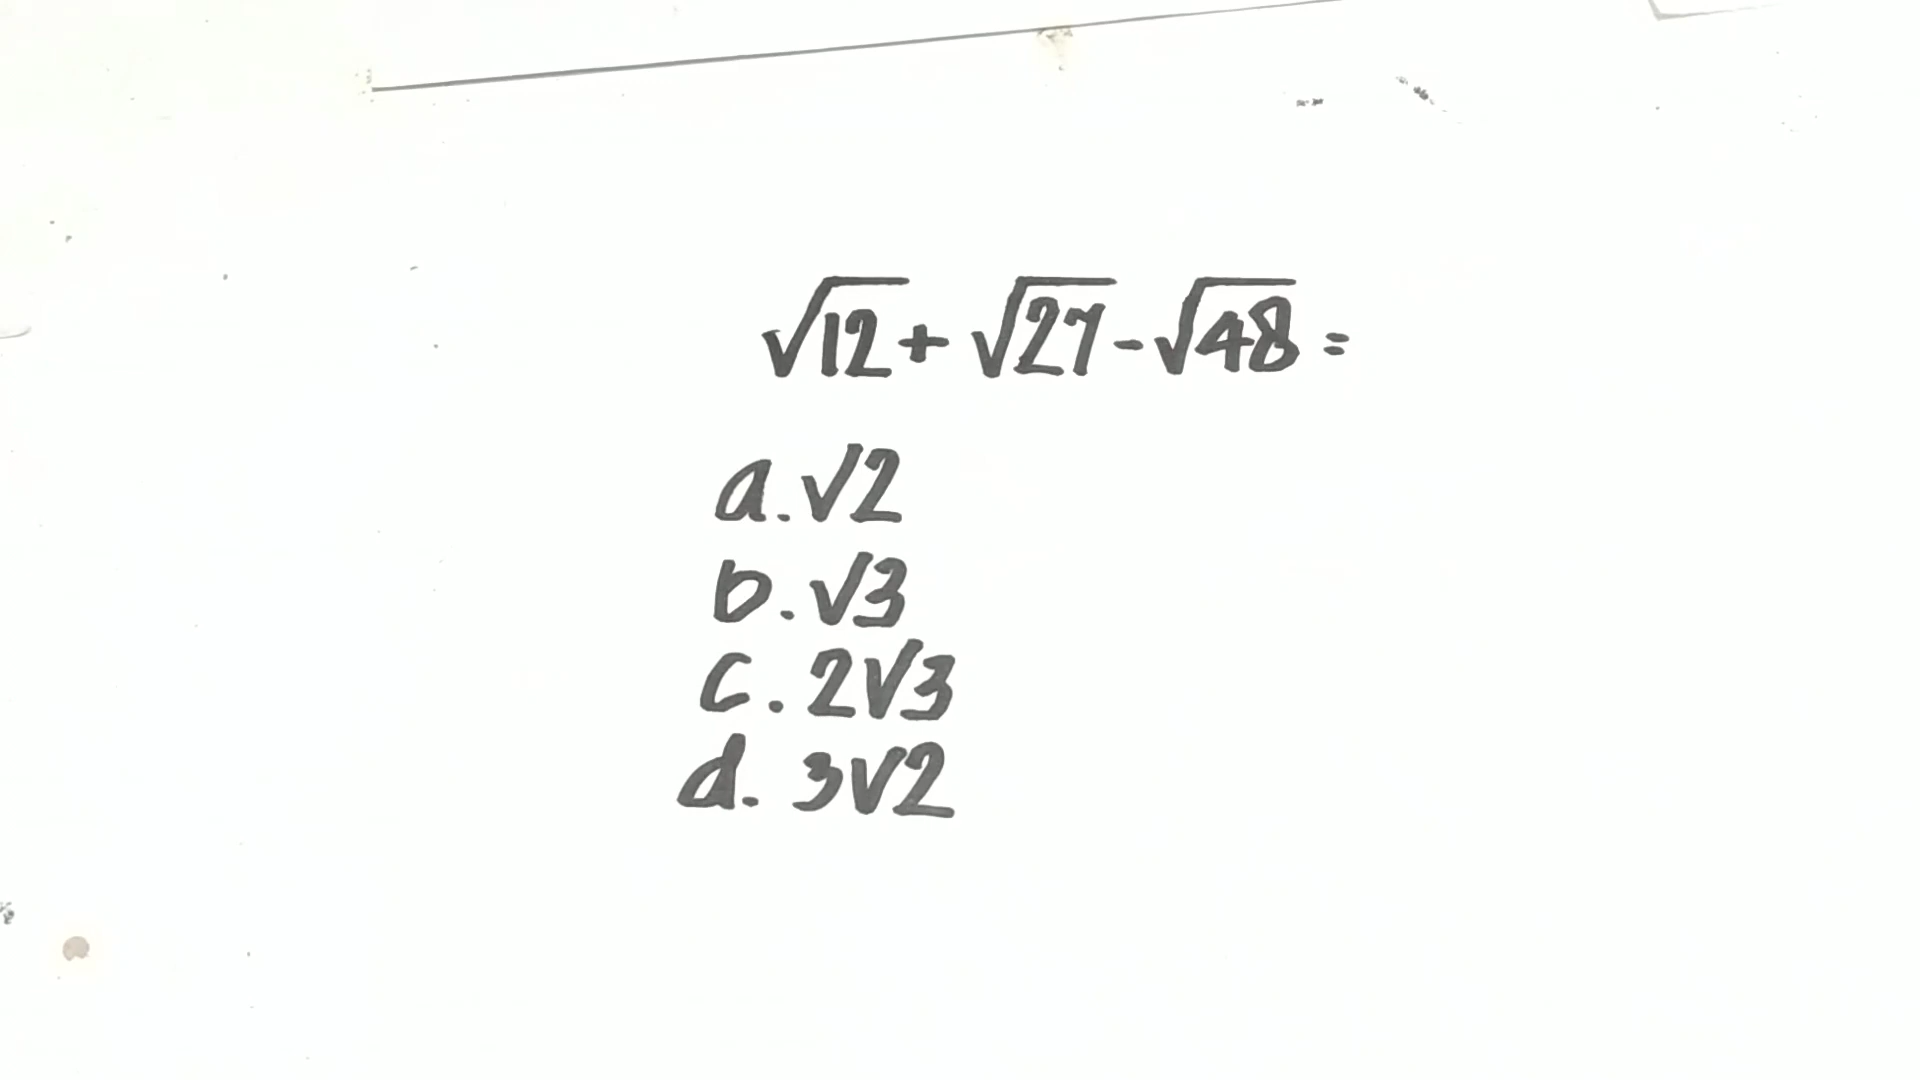 √12 + √27 - √48 =
a. √2
b. √3
c. 2√3
d. 3√2